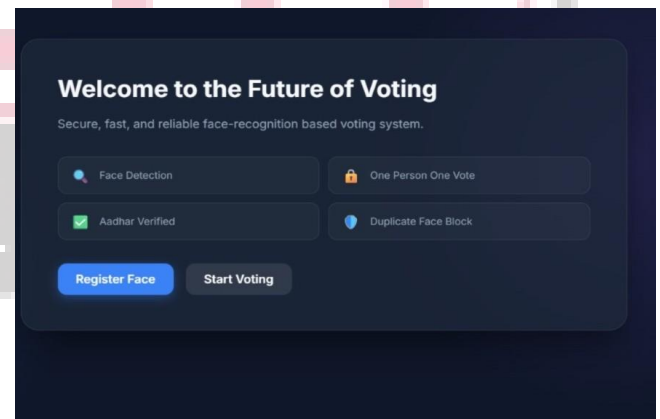 Welcome to the Future of Voting
Secure, fast, and reliable face-recognition based voting system.
Face Detection
One Person One Vote
Aadhar Verified
Duplicate Face Block
Register Face
Start Voting